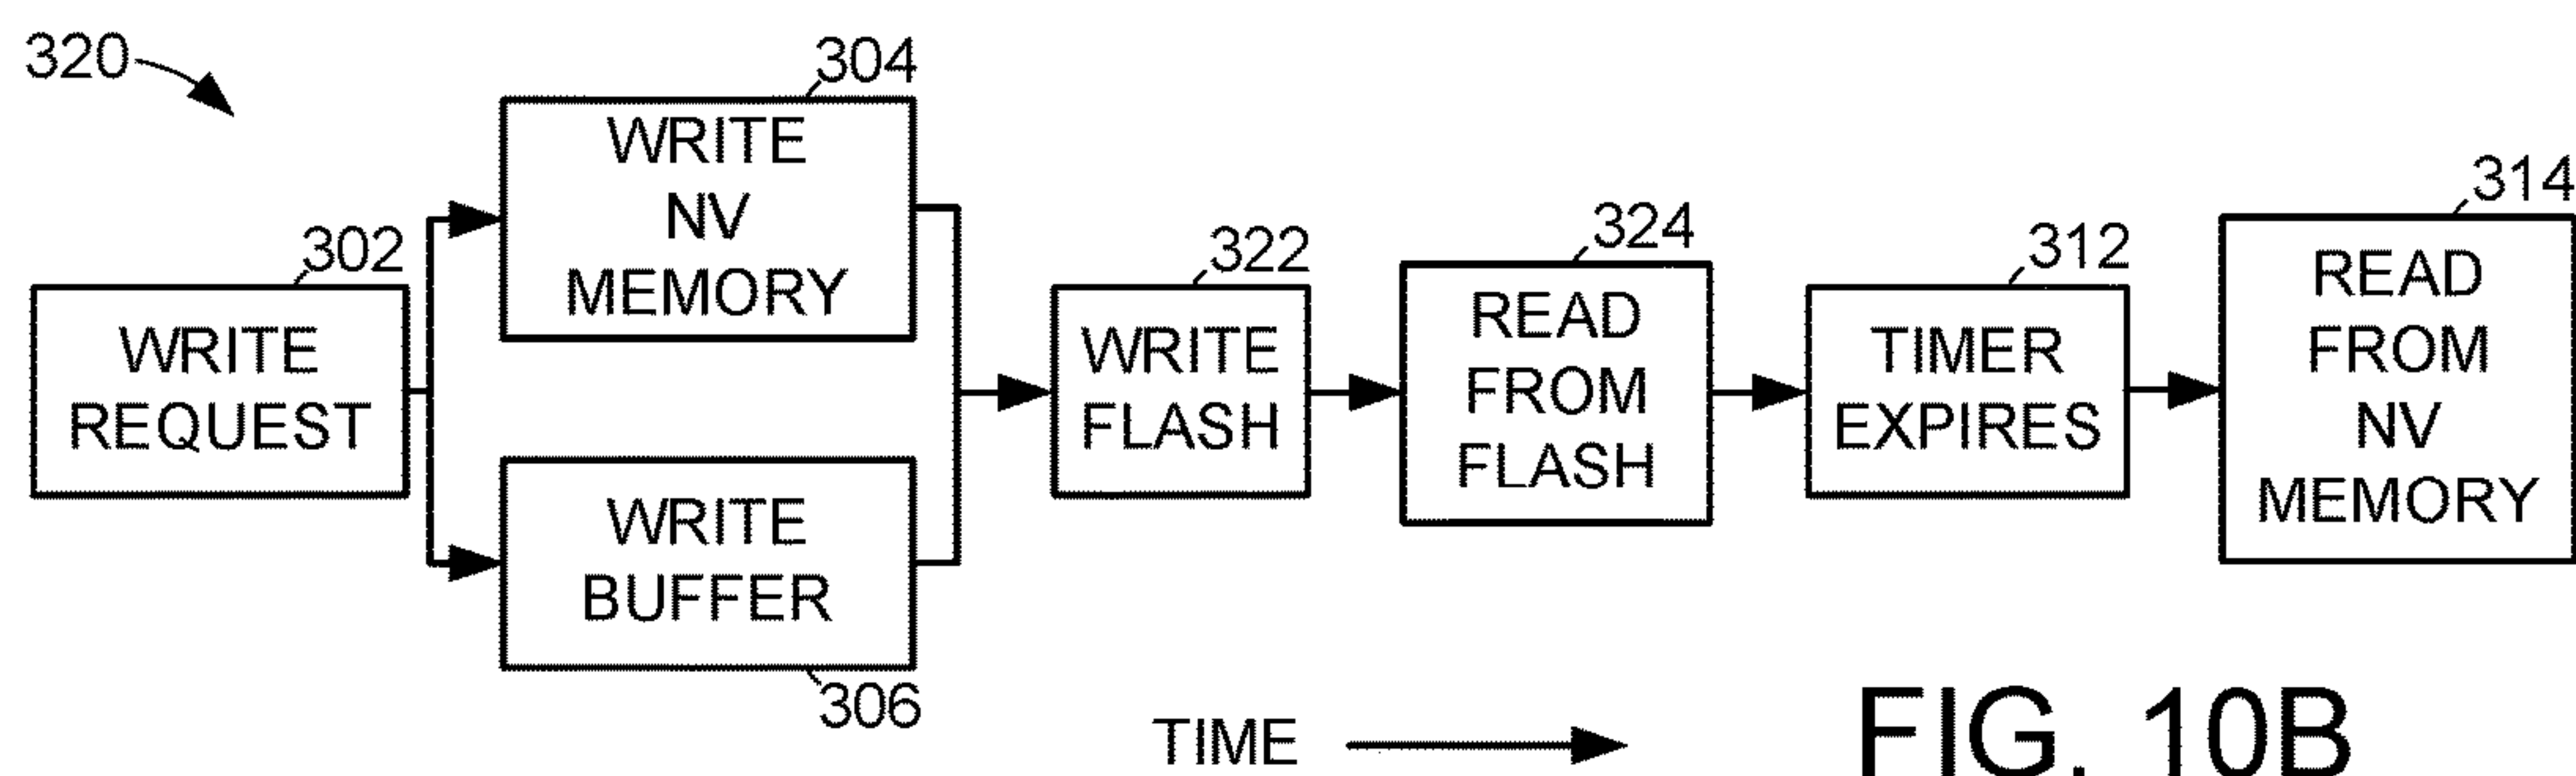 320
302
WRITE
REQUEST
304
WRITE
NV
MEMORY
WRITE
BUFFER
306
322
WRITE
FLASH
324
READ
FROM
FLASH
312
TIMER
EXPIRES
314
READ
FROM
NV
MEMORY
TIME
FIG. 10B